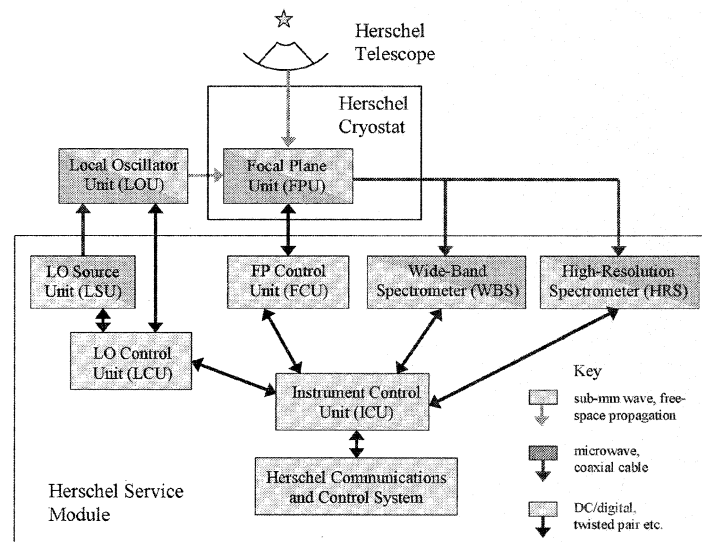 Herschel
Telescope
Herschel
Cryostat
Local Oscillator
Unit (LOU)
Focal Plane
Unit (FPU)
LO Source
Unit (LSU)
FP Control
Unit (FCU)
Wide-Band
Spectrometer (WBS)
High-Resolution
Spectrometer (HRS)
LO Control
Unit (LCU)
Instrument Control
Unit (ICU)
Herschel Communications
and Control System
Herschel Service
Module
Key
sub-mm wave, free-
space propagation
microwave,
coaxial cable
DC/digital,
twisted pair etc.